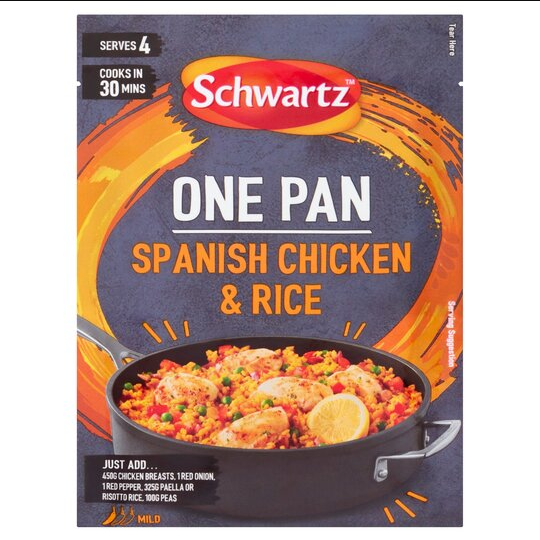 SERVES 4
COOKS IN
30 MINS
Tear Here
Schwartz™
ONE PAN
SPANISH CHICKEN
& RICE
Serving Suggestion
JUST ADD...
450G CHICKEN BREASTS, 1 RED ONION,
1 RED PEPPER, 325G PAELLA OR
RISOTTO RICE, 100G PEAS
MILD